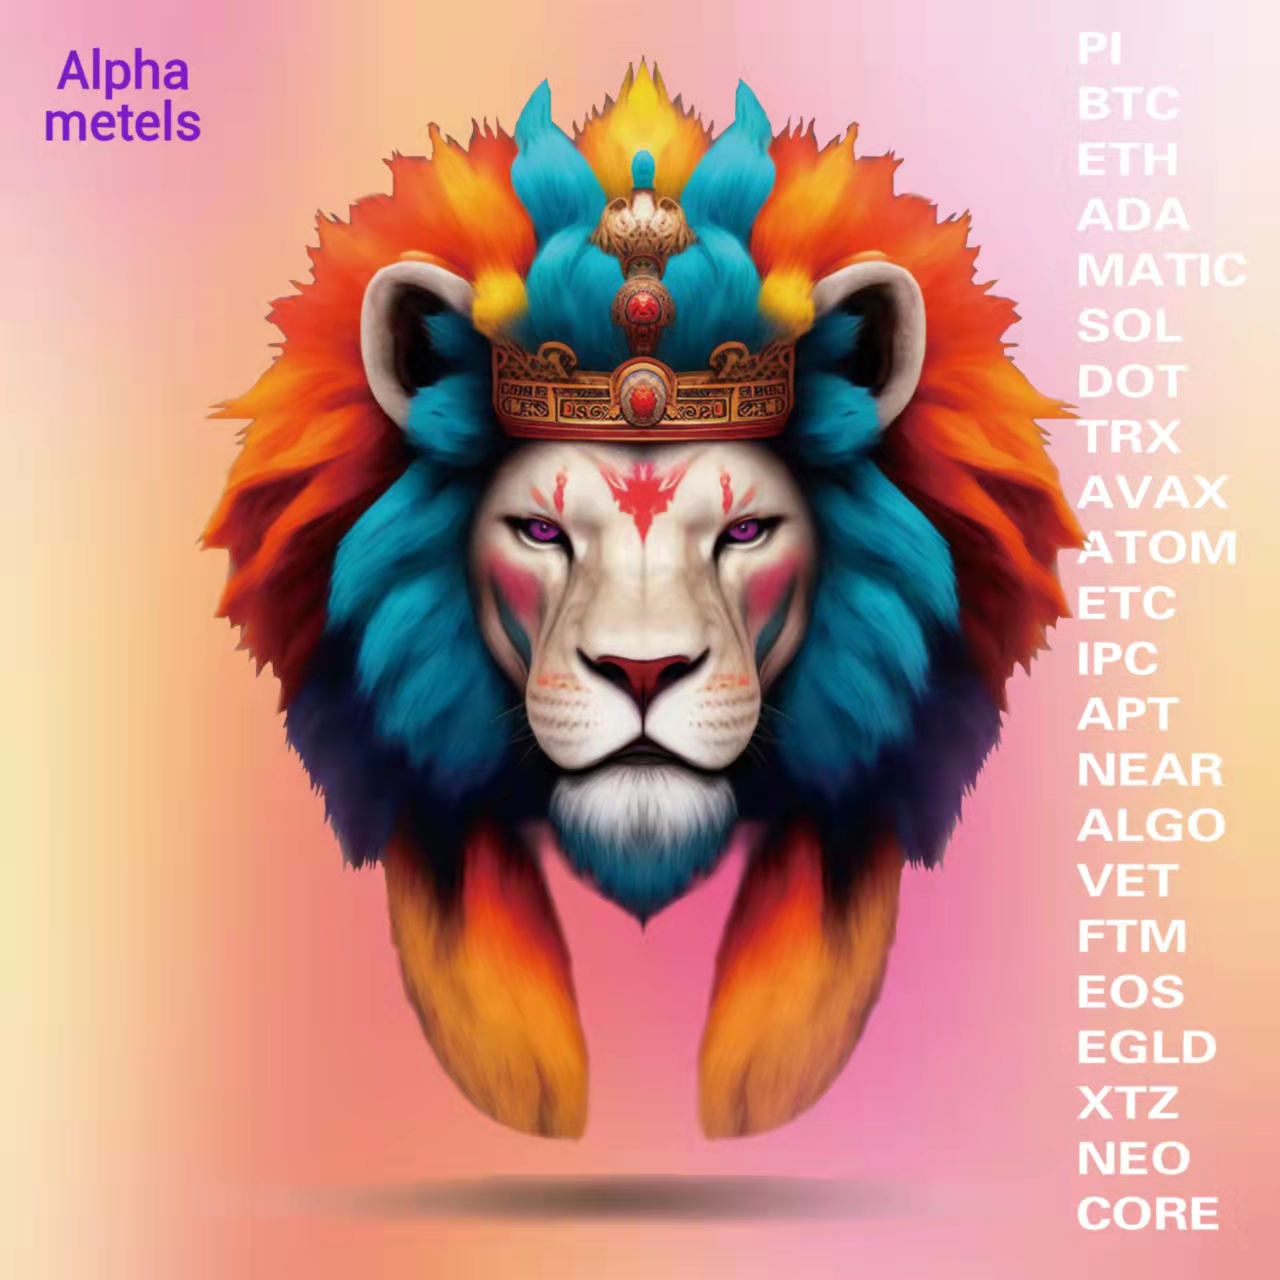 Alpha
metels
PI
BTC
ETH
ADA
MATIC
SOL
DOT
TRX
AVAX
ATOM
ETC
IPC
APT
NEAR
ALGO
VET
FTM
EOS
EGLD
XTZ
NEO
CORE